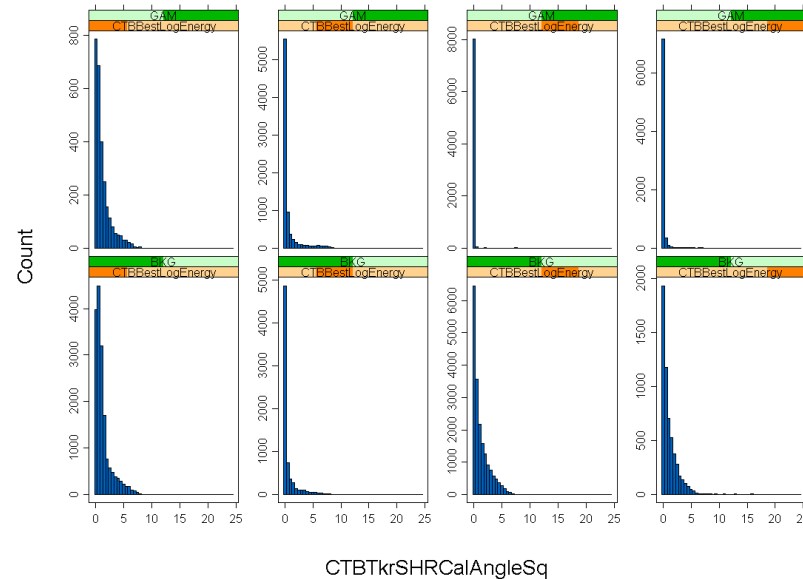 GAM GAM GAM GAM
CTBBestLogEnergy CTBBestLogEnergy CTBBestLogEnergy CTBBestLogEnergy
800 600 400 200 0
5000 4000 3000 2000 1000 0
8000 6000 4000 2000 0
6000 4000 2000 0
Count
BKG BKG BKG BKG
CTBBestLogEnergy CTBBestLogEnergy CTBBestLogEnergy CTBBestLogEnergy
4000 3000 2000 1000 0
5000 4000 3000 2000 1000 0
6000 5000 4000 3000 2000 1000 0
2000 1500 1000 500 0
0 5 10 15 20 25 0 5 10 15 20 25 0 5 10 15 20 25 0 5 10 15 20 25
CTBTkrSHRCalAngleSq